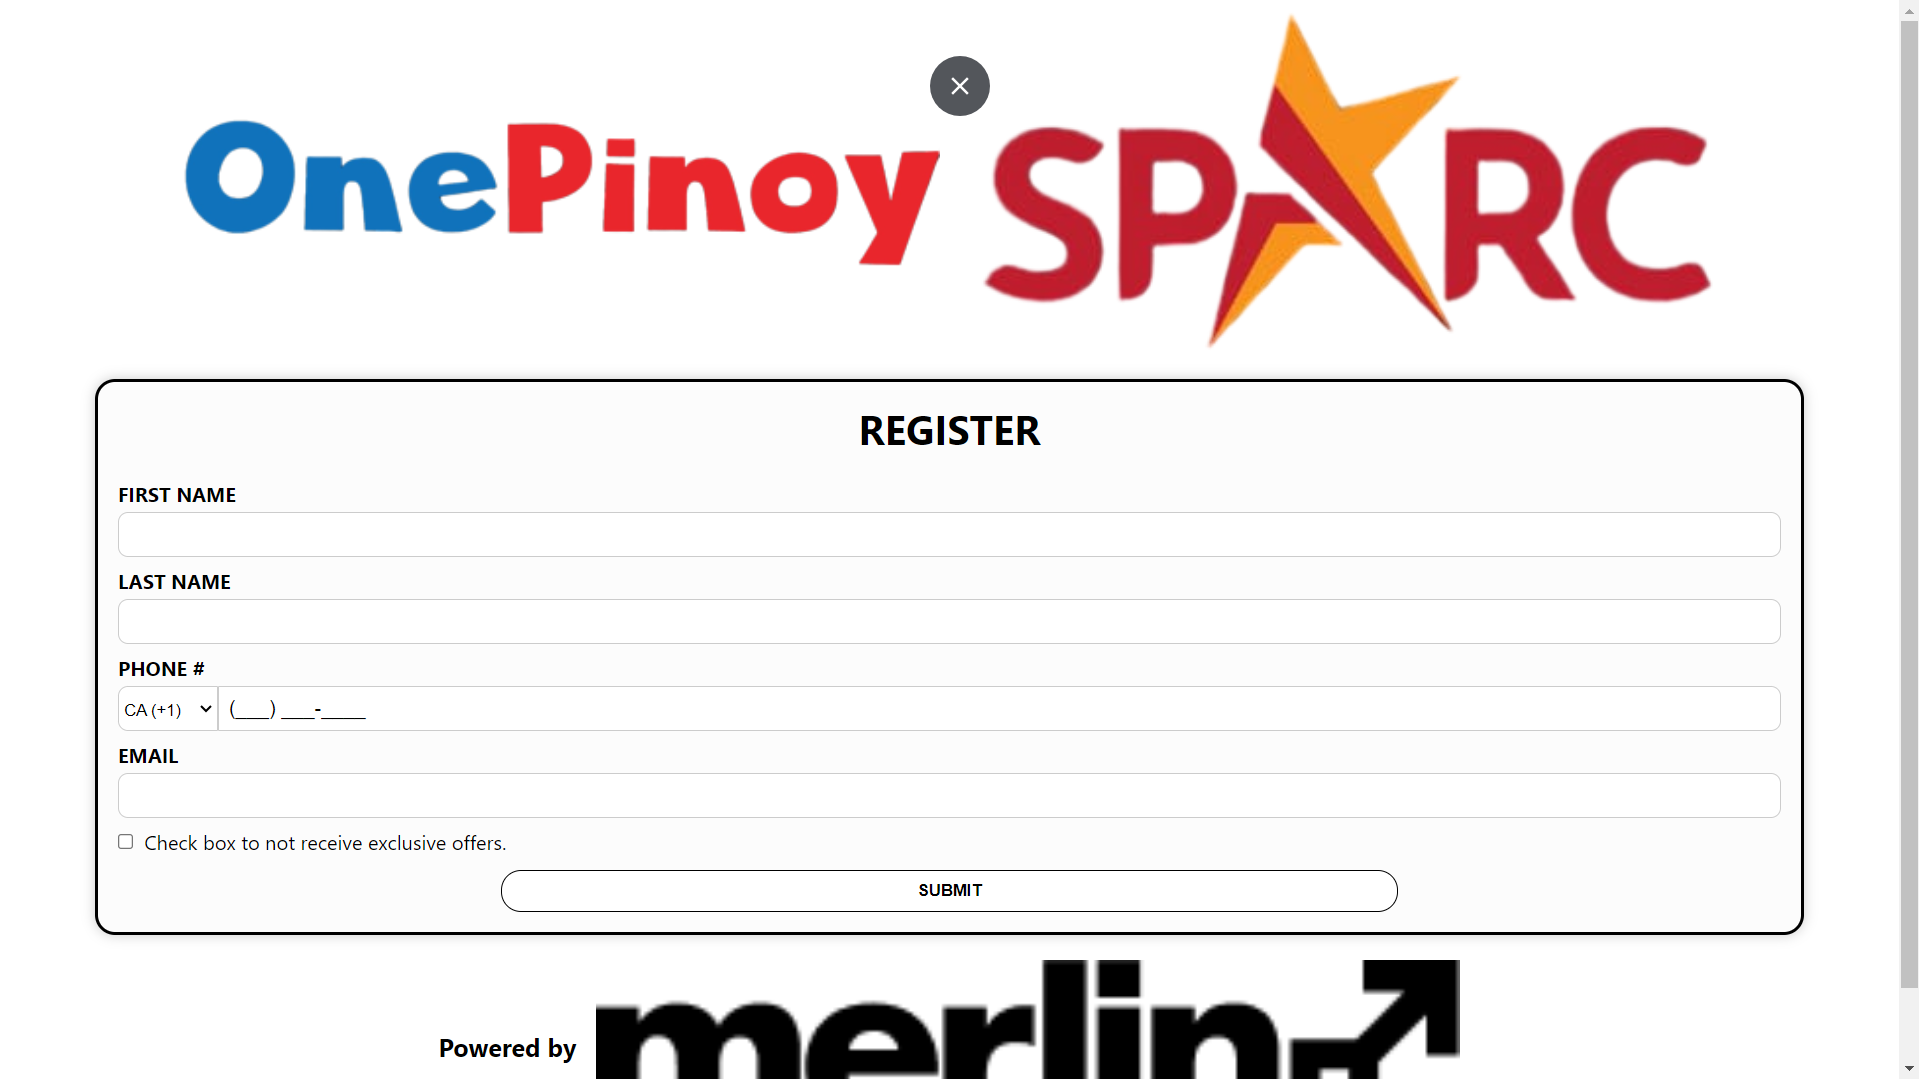 OnePinoy SPARC
REGISTER
FIRST NAME
LAST NAME
PHONE #
CA (+1) (___) ___-____
EMAIL
Check box to not receive exclusive offers.
SUBMIT
Powered by merlin